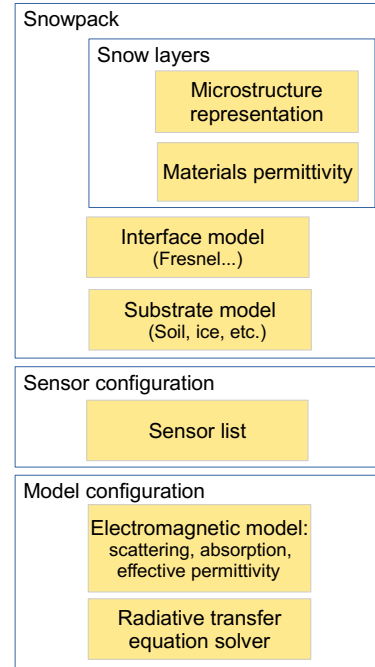 Snowpack
Snow layers
Microstructure
representation
Materials permittivity
Interface model
(Fresnel...)
Substrate model
(Soil, ice, etc.)
Sensor configuration
Sensor list
Model configuration
Electromagnetic model:
scattering, absorption,
effective permittivity
Radiative transfer
equation solver